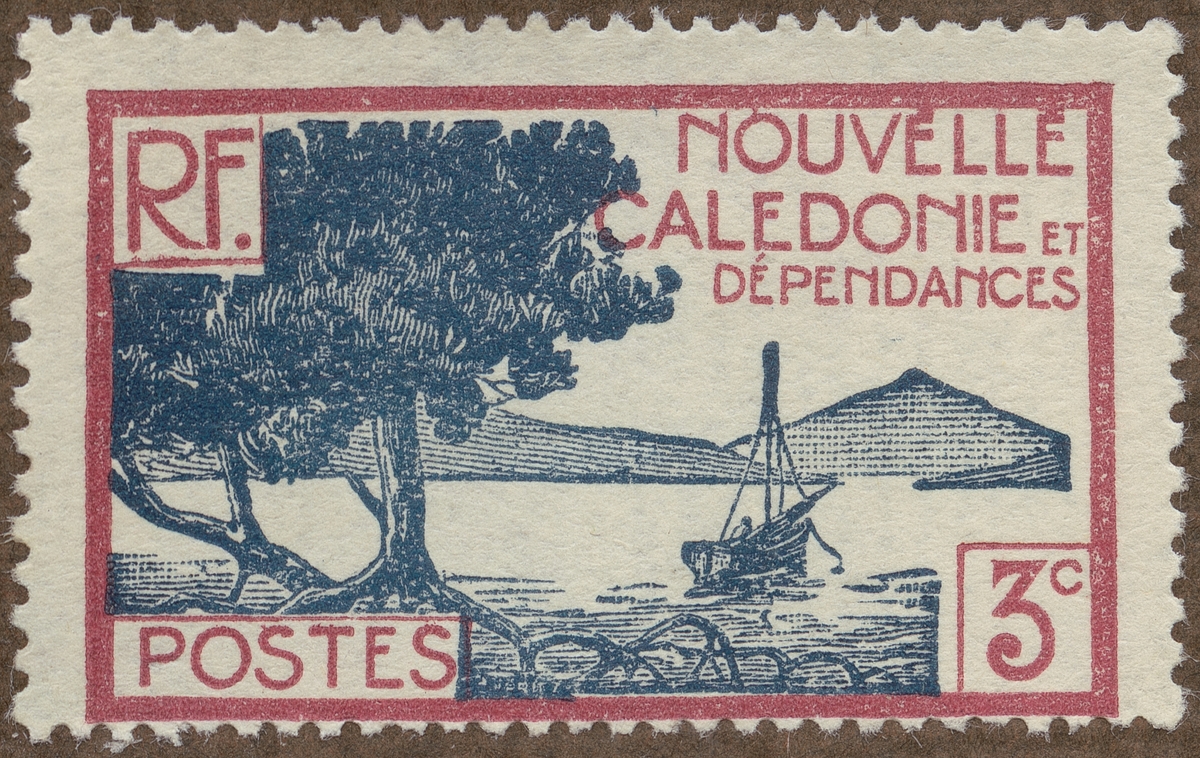 RF.
NOUVELLE
CALEDONIE ET
DÉPENDANCES
3c
POSTES